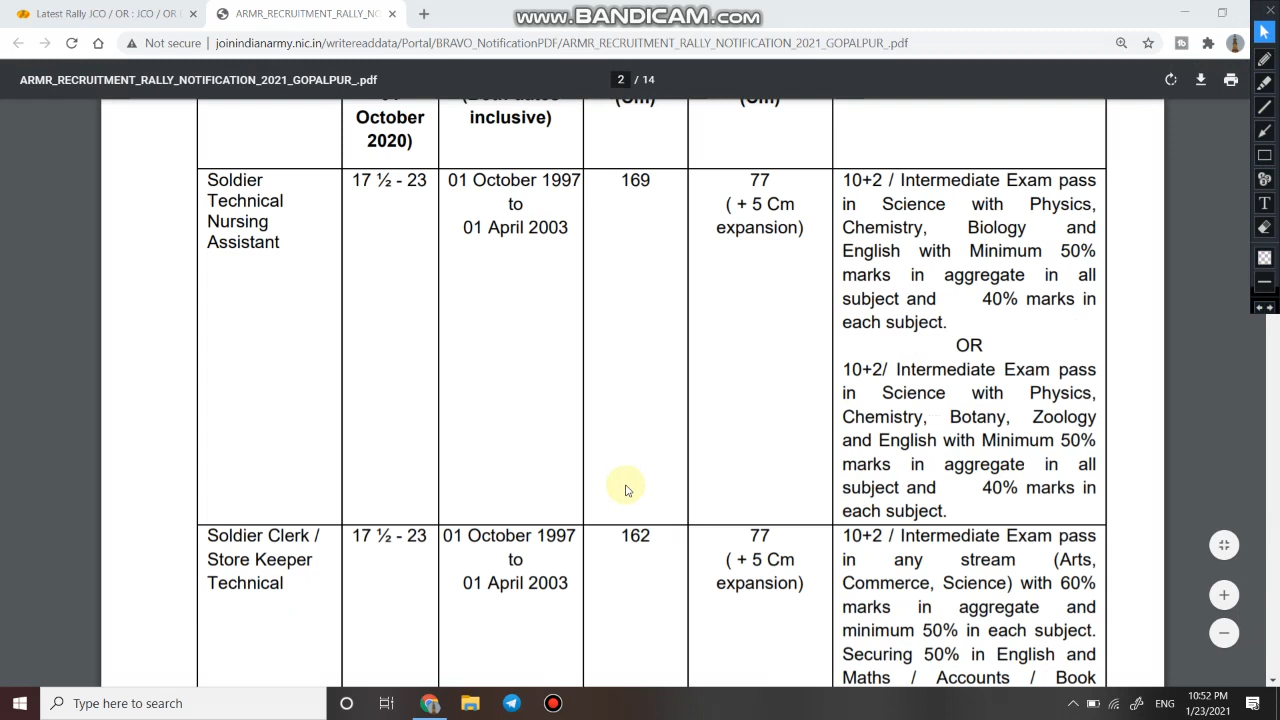 Latest Rally JCO / OR : JCO / OR E
ARMR_RECRUITMENT_RALLY_NO
www.BANDICAM.com
Not secure
joinindianarmy.nic.in/writereaddata/Portal/BRAVO_NotificationPDF/ARMR_RECRUITMENT_RALLY_NOTIFICATION_2021_GOPALPUR_.pdf
ARMR_RECRUITMENT_RALLY_NOTIFICATION_2021_GOPALPUR_.pdf
2 / 14
October
2020)
(Both dates
inclusive)
(Cm)
(Cm)
Soldier
Technical
Nursing
Assistant
17 ½ - 23
01 October 1997
to
01 April 2003
169
77
( + 5 Cm
expansion)
10+2 / Intermediate Exam pass
in Science with Physics,
Chemistry, Biology and
English with Minimum 50%
marks in aggregate in all
subject and 40% marks in
each subject.
OR
10+2/ Intermediate Exam pass
in Science with Physics,
Chemistry, Botany, Zoology
and English with Minimum 50%
marks in aggregate in all
subject and 40% marks in
each subject.
Soldier Clerk /
Store Keeper
Technical
17 ½ - 23
01 October 1997
to
01 April 2003
162
77
( + 5 Cm
expansion)
10+2 / Intermediate Exam pass
in any stream (Arts,
Commerce, Science) with 60%
marks in aggregate and
minimum 50% in each subject.
Securing 50% in English and
Maths / Accounts / Book
Type here to search
ENG
10:52 PM
1/23/2021